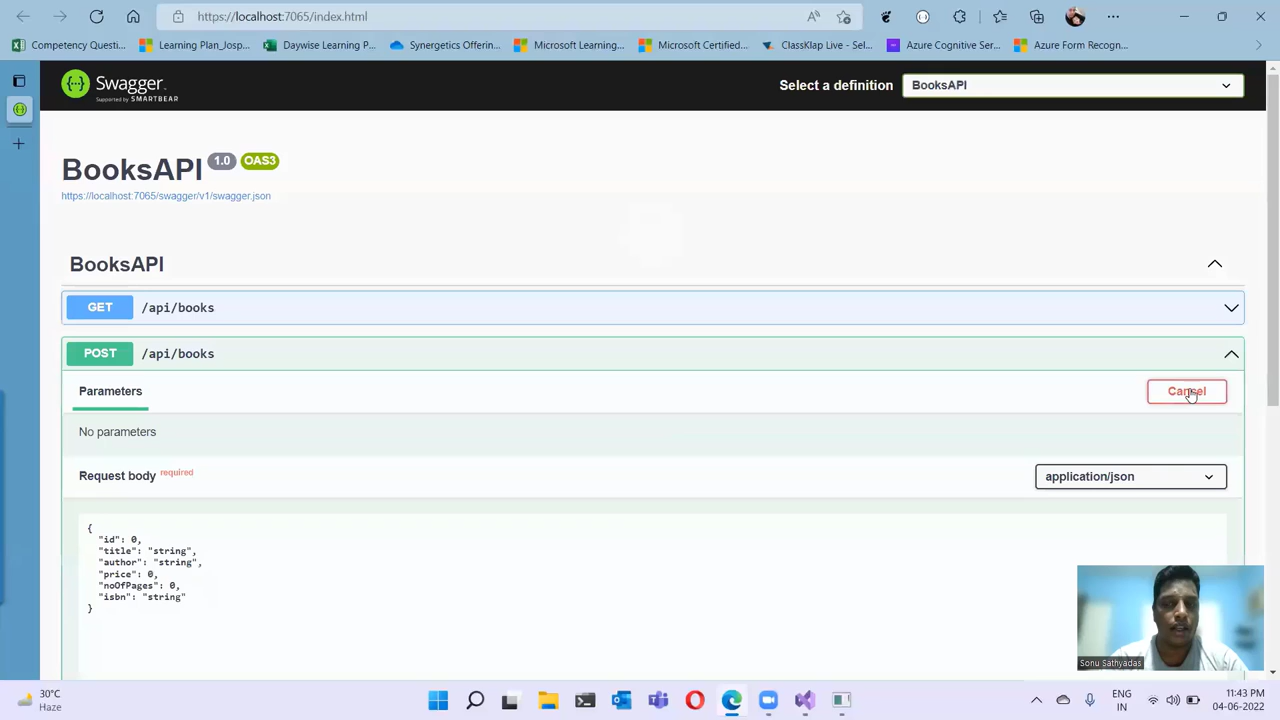 https://localhost:7065/index.html
Competency Questi...
Learning Plan_Josp...
Daywise Learning P...
Synergetics Offerin...
Microsoft Learning...
Microsoft Certified...
ClassKlap Live - Sel...
Azure Cognitive Ser...
Azure Form Recogn...
Swagger
Supported by SMARTBEAR
Select a definition
BooksAPI
BooksAPI 1.0 OAS3
https://localhost:7065/swagger/v1/swagger.json
BooksAPI
GET /api/books
POST /api/books
Parameters
Cancel
No parameters
Request body required
application/json
{
"id": 0,
"title": "string",
"author": "string",
"price": 0,
"noOfPages": 0,
"isbn": "string"
}
Sonu Sathyadas
30°C
Haze
ENG
IN
11:43 PM
04-06-2022